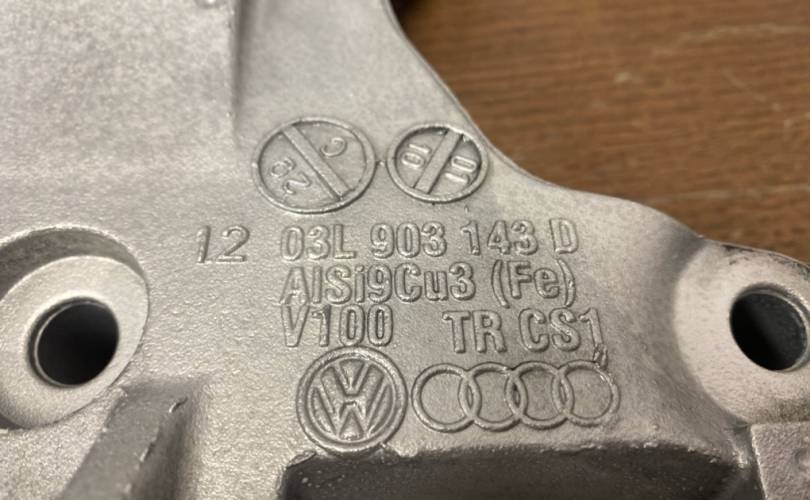 12 03L 903 143 D
AlSi9Cu3 (Fe)
V100 TR CS1